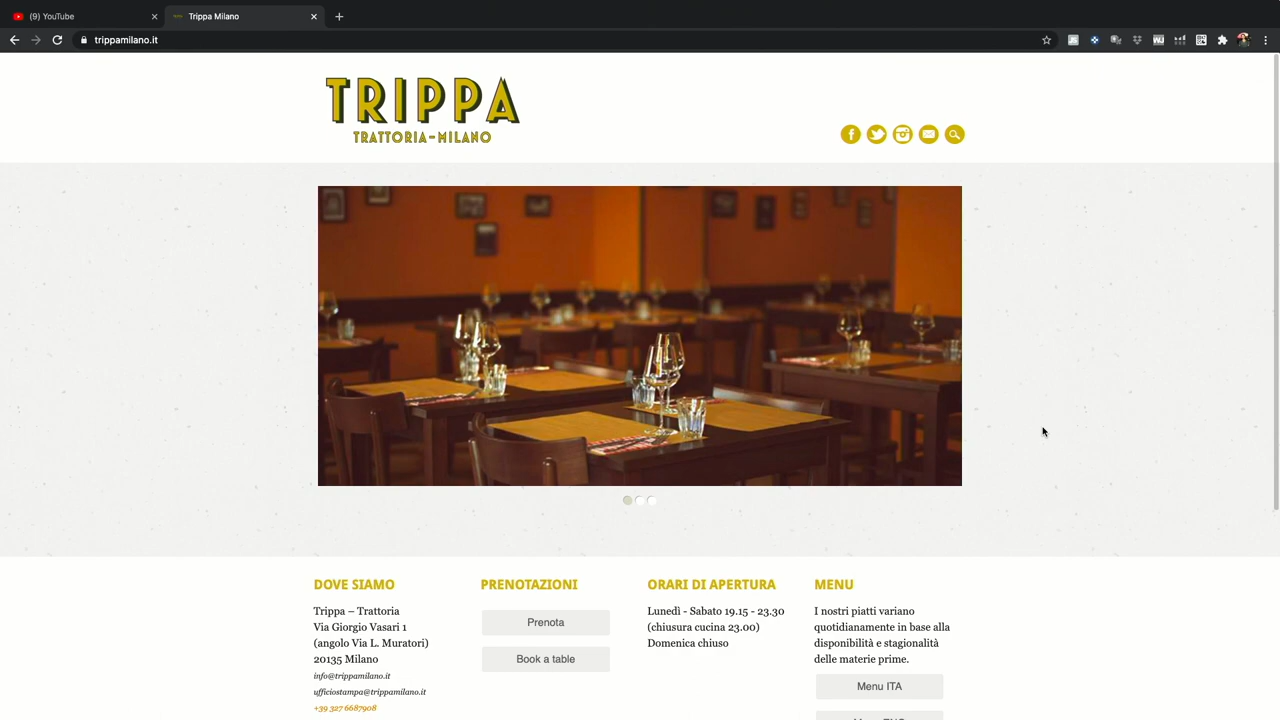 (9) YouTube
Trippa Milano
trippamilano.it
TRIPPA
TRATTORIA-MILANO
DOVE SIAMO
Trippa – Trattoria
Via Giorgio Vasari 1
(angolo Via L. Muratori)
20135 Milano
info@trippamilano.it
ufficiostampa@trippamilano.it
+39 327 6687908
PRENOTAZIONI
Prenota
Book a table
ORARI DI APERTURA
Lunedì - Sabato 19.15 - 23.30
(chiusura cucina 23.00)
Domenica chiuso
MENU
I nostri piatti variano
quotidianamente in base alla
disponibilità e stagionalità
delle materie prime.
Menu ITA